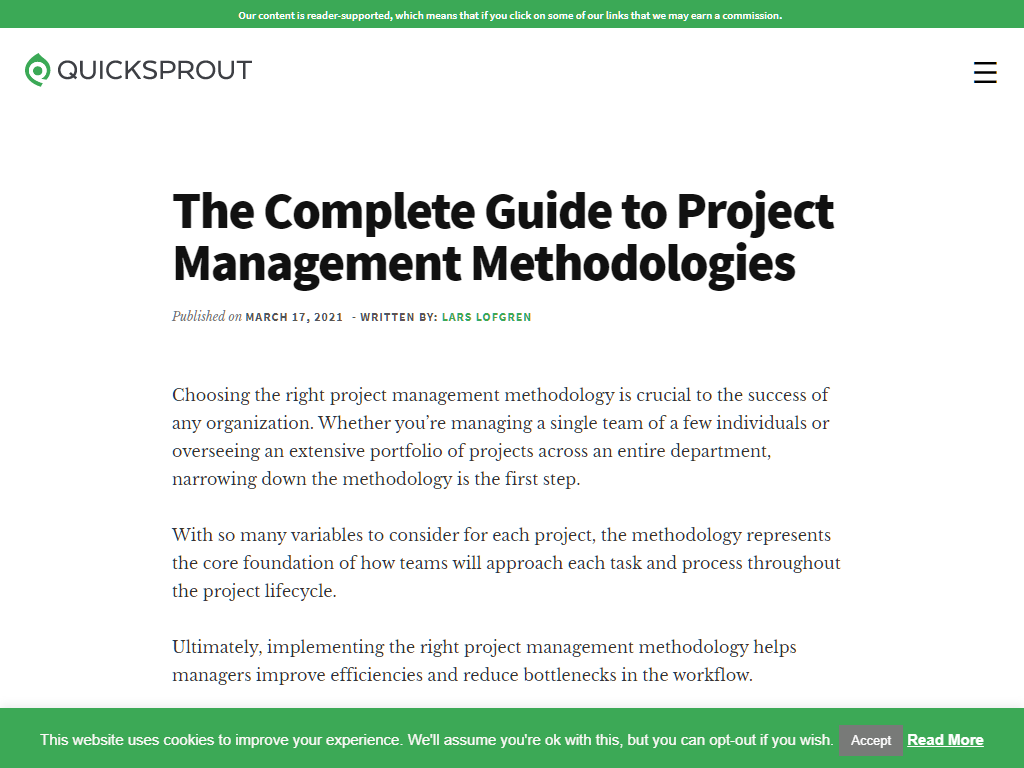 Our content is reader-supported, which means that if you click on some of our links that we may earn a commission.
QUICKSPROUT
The Complete Guide to Project
Management Methodologies
Published on MARCH 17, 2021 - WRITTEN BY: LARS LOFGREN
Choosing the right project management methodology is crucial to the success of
any organization. Whether you’re managing a single team of a few individuals or
overseeing an extensive portfolio of projects across an entire department,
narrowing down the methodology is the first step.
With so many variables to consider for each project, the methodology represents
the core foundation of how teams will approach each task and process throughout
the project lifecycle.
Ultimately, implementing the right project management methodology helps
managers improve efficiencies and reduce bottlenecks in the workflow.
This website uses cookies to improve your experience. We'll assume you're ok with this, but you can opt-out if you wish. Accept Read More